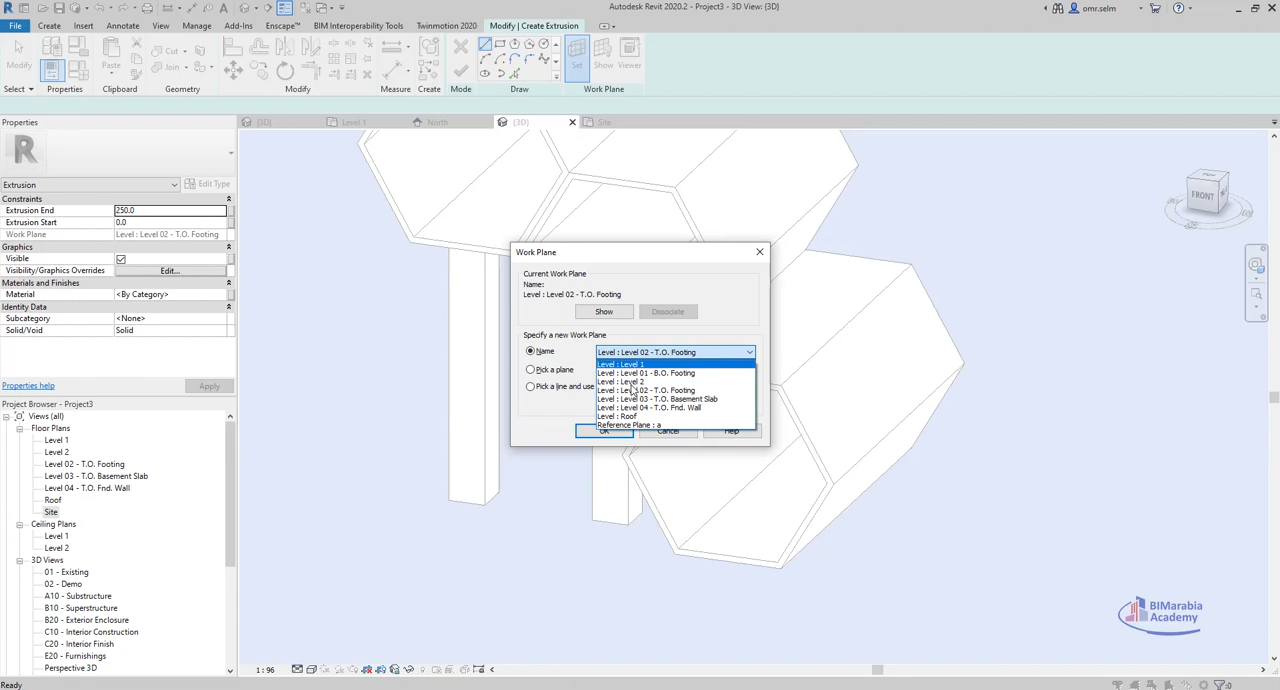 Autodesk Revit 2020.2 - Project3 - 3D View: {3D}
omr.selm
File Create Insert Annotate View Manage Add-Ins Enscape™ BIM Interoperability Tools Twinmotion 2020 Modify | Create Extrusion
Modify Paste Cut Join Set Show Viewer
Select Properties Clipboard Geometry Modify Measure Create Mode Draw Work Plane
Properties
{3D} Level 1 North {3D} Site
Extrusion Edit Type
Constraints
Extrusion End 250.0
Extrusion Start 0.0
Work Plane Level : Level 02 - T.O. Footing
Graphics
Visible
Visibility/Graphics Overrides Edit...
Materials and Finishes
Material <By Category>
Identity Data
Subcategory <None>
Solid/Void Solid
Properties help Apply
Project Browser - Project3
Views (all)
Floor Plans
Level 1
Level 2
Level 02 - T.O. Footing
Level 03 - T.O. Basement Slab
Level 04 - T.O. Fnd. Wall
Roof
Site
Ceiling Plans
Level 1
Level 2
3D Views
01 - Existing
02 - Demo
A10 - Substructure
B10 - Superstructure
B20 - Exterior Enclosure
C10 - Interior Construction
C20 - Interior Finish
E20 - Furnishings
Perspective 3D
Work Plane
Current Work Plane
Name:
Level : Level 02 - T.O. Footing
Show Dissociate
Specify a new Work Plane
Name Level : Level 02 - T.O. Footing
Pick a plane
Pick a line and use
Level : Level 1
Level : Level 01 - B.O. Footing
Level : Level 2
Level : Level 02 - T.O. Footing
Level : Level 03 - T.O. Basement Slab
Level : Level 04 - T.O. Fnd. Wall
Level : Roof
Reference Plane : a
OK Cancel Help
FRONT
BIMarabia
Academy
1 : 96
Ready
:0